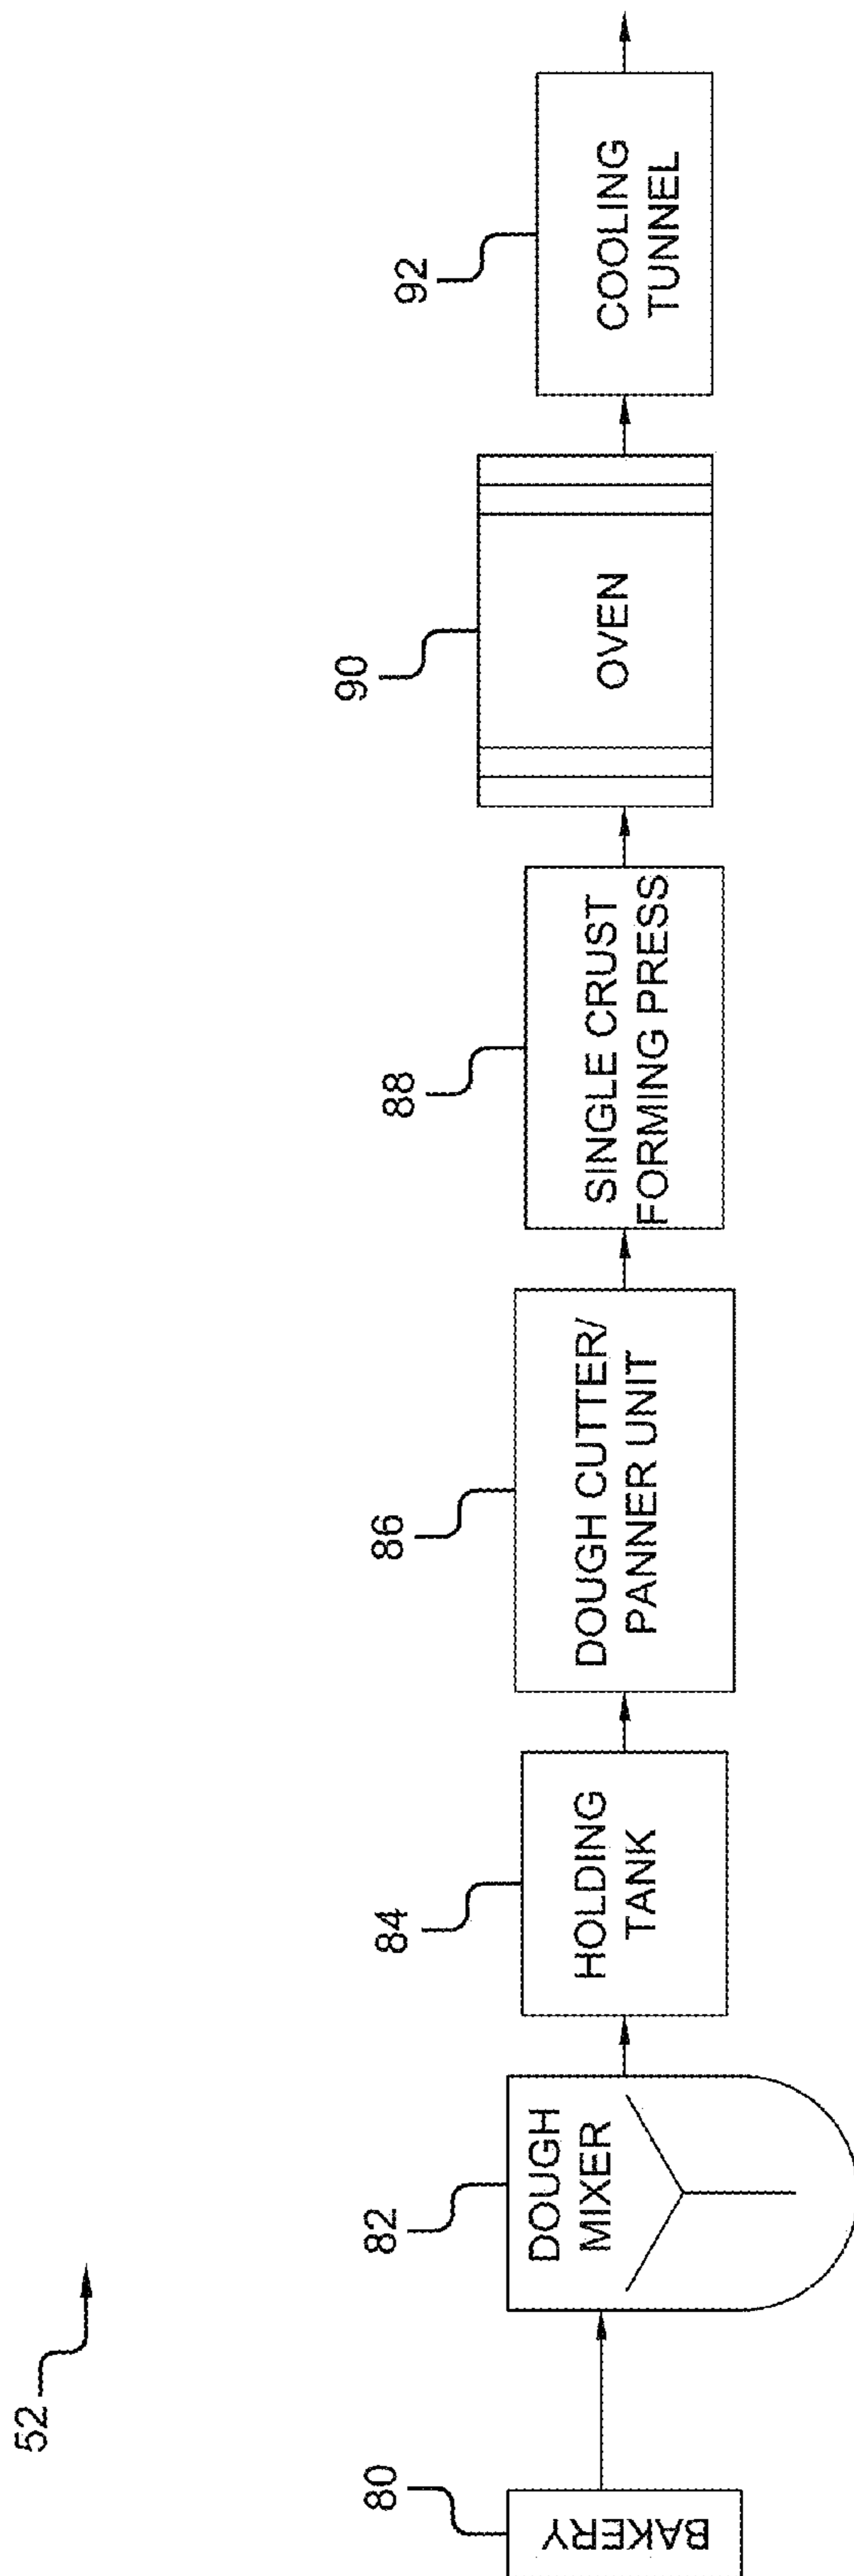 52
80
BAKERY
82
DOUGH
MIXER
84
HOLDING
TANK
86
DOUGH CUTTER/
PANNER UNIT
88
SINGLE CRUST
FORMING PRESS
90
OVEN
92
COOLING
TUNNEL